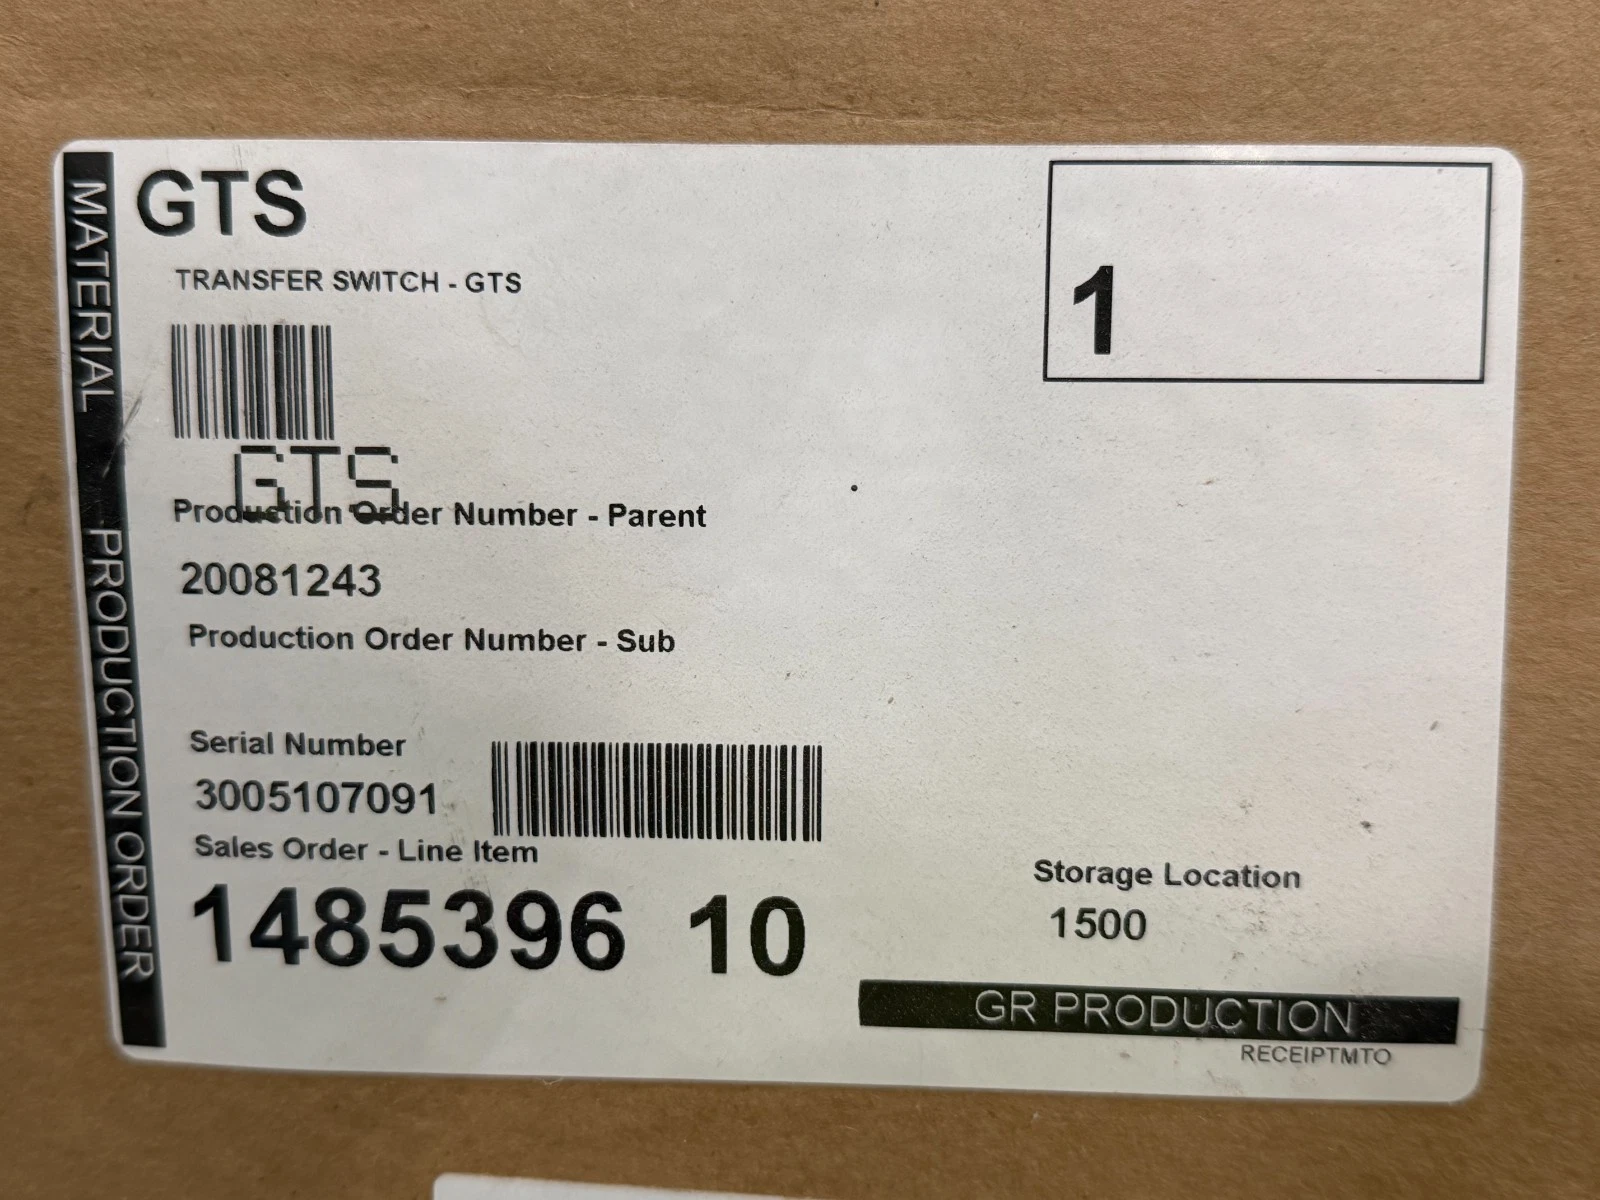 GTS
1
TRANSFER SWITCH - GTS
GTS
Production Order Number - Parent
20081243
Production Order Number - Sub
Serial Number
3005107091
Sales Order - Line Item
1485396 10
Storage Location
1500
GR PRODUCTION
RECEIPTMTO
MATERIAL PRODUCTION ORDER